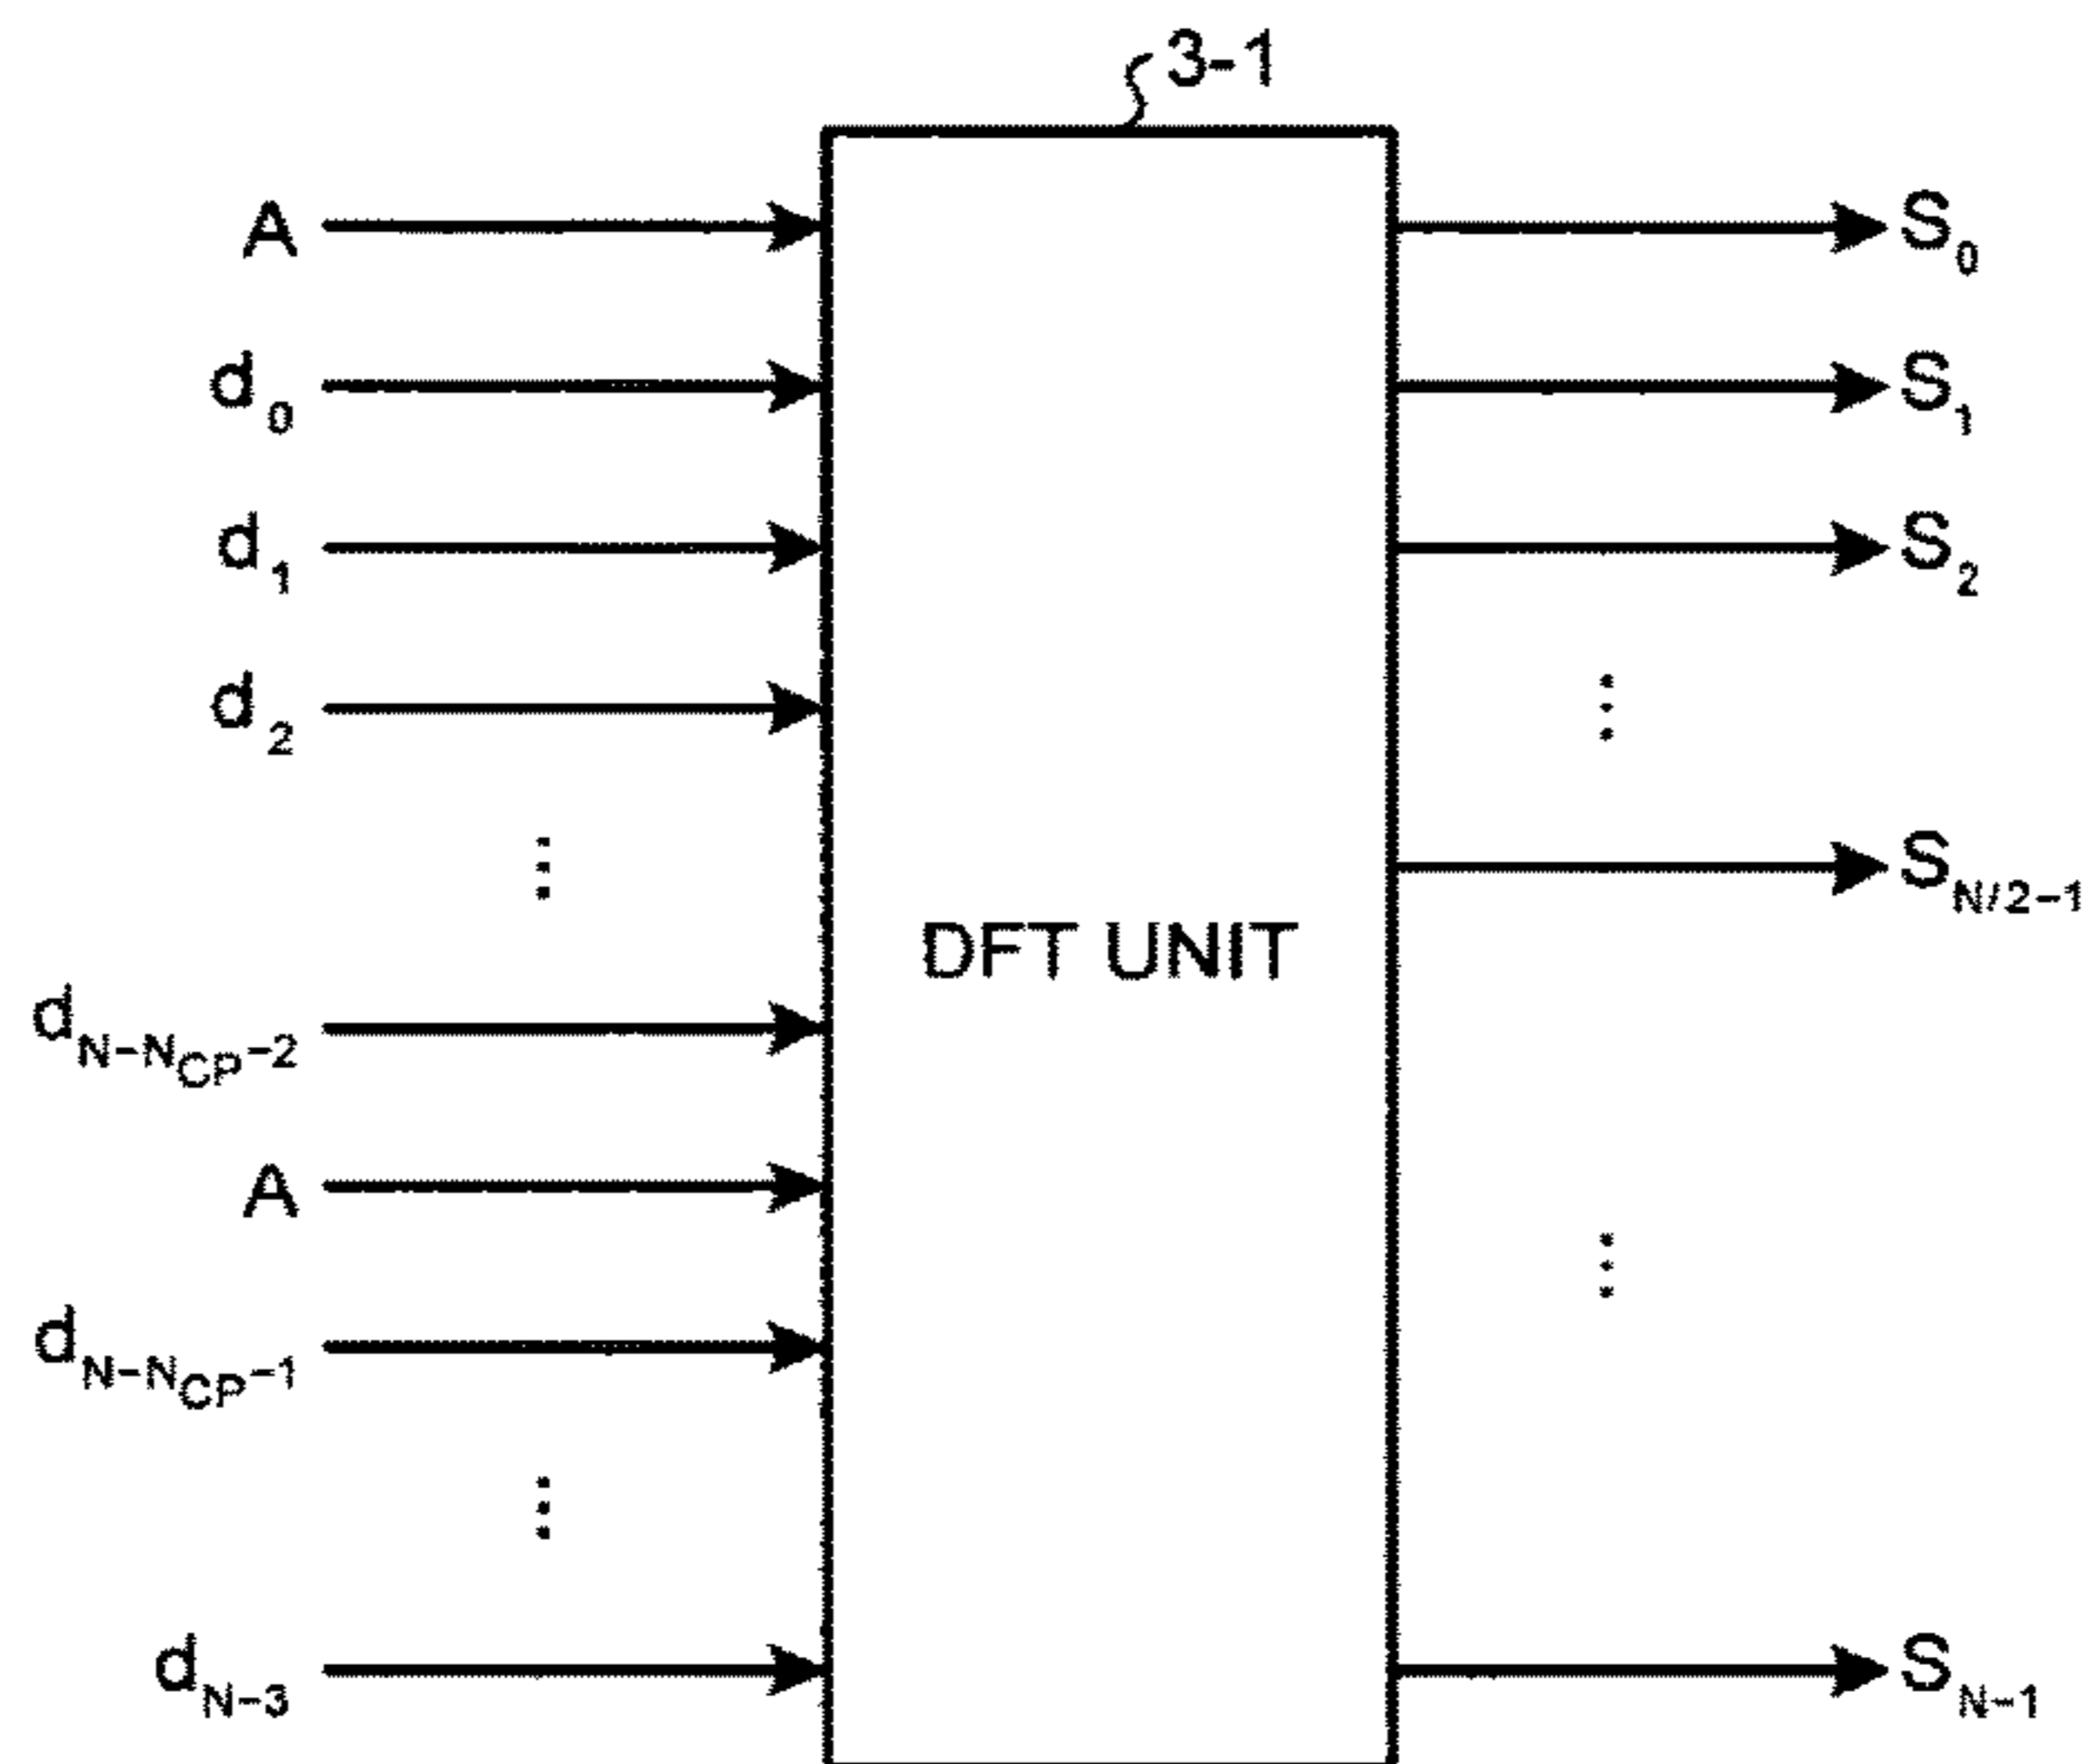 3-1
A
S0
d0
S1
d1
S2
d2
⋮
⋮
SN/2-1
DFT UNIT
dN-NCP-2
A
⋮
dN-NCP-1
⋮
dN-3
SN-1